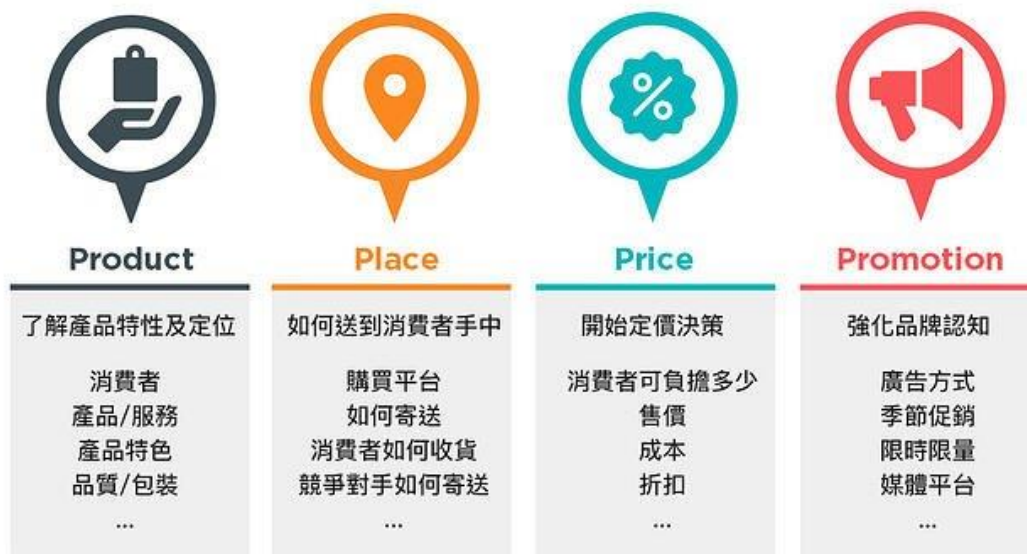 Product
了解產品特性及定位
消費者
產品/服務
產品特色
品質/包裝
...
Place
如何送到消費者手中
購買平台
如何寄送
消費者如何收貨
競爭對手如何寄送
...
%
Price
開始定價決策
消費者可負擔多少
售價
成本
折扣
...
Promotion
強化品牌認知
廣告方式
季節促銷
限時限量
媒體平台
...